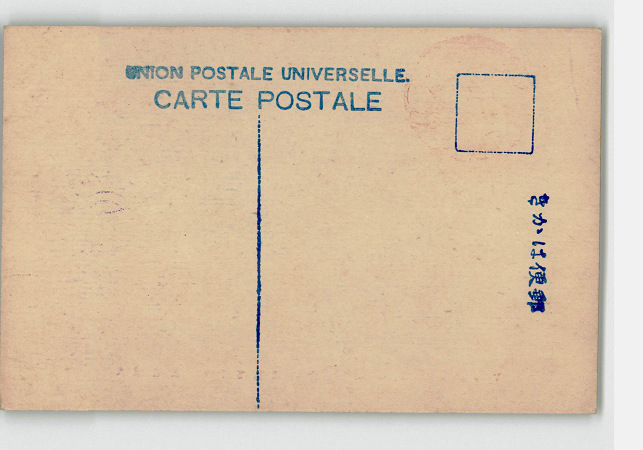 UNION POSTALE UNIVERSELLE.
CARTE POSTALE
きかは便郵